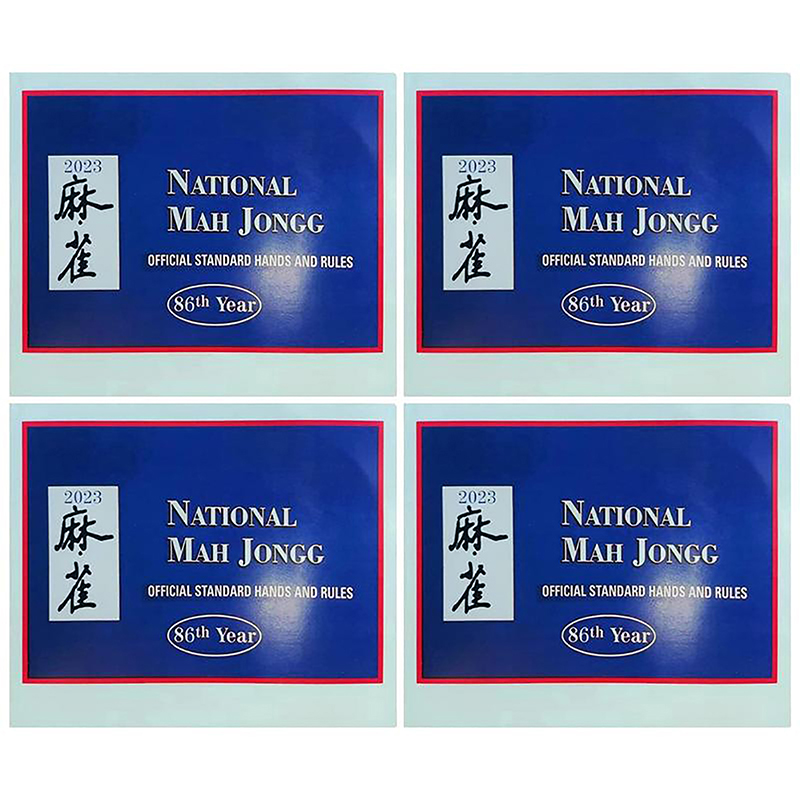 2023
麻
雀
NATIONAL
MAH JONGG
OFFICIAL STANDARD HANDS AND RULES
86th Year
2023
麻
雀
NATIONAL
MAH JONGG
OFFICIAL STANDARD HANDS AND RULES
86th Year
2023
麻
雀
NATIONAL
MAH JONGG
OFFICIAL STANDARD HANDS AND RULES
86th Year
2023
麻
雀
NATIONAL
MAH JONGG
OFFICIAL STANDARD HANDS AND RULES
86th Year